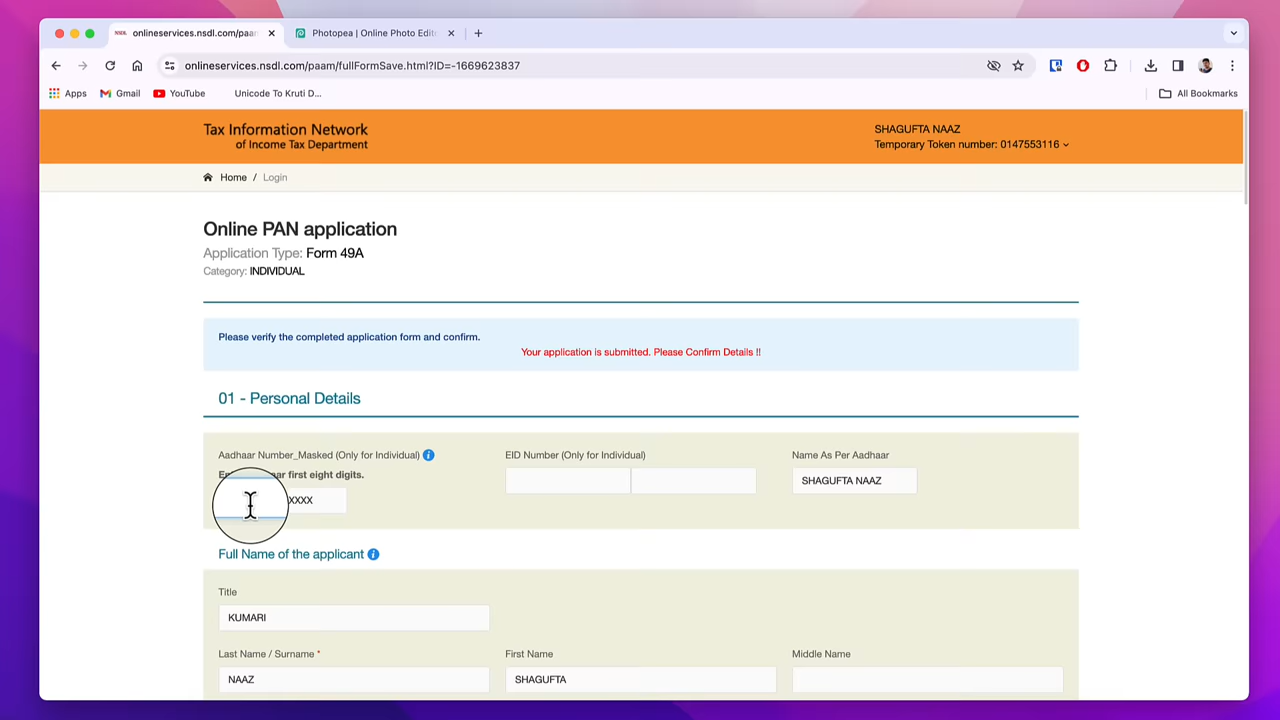 onlineservices.nsdl.com/paam
Photopea | Online Photo Edit
onlineservices.nsdl.com/paam/fullFormSave.html?ID=-1669623837
Apps
Gmail
YouTube
Unicode To Kruti D...
All Bookmarks
Tax Information Network
of Income Tax Department
SHAGUFTA NAAZ
Temporary Token number: 0147553116
Home / Login
Online PAN application
Application Type: Form 49A
Category: INDIVIDUAL
Please verify the completed application form and confirm.
Your application is submitted. Please Confirm Details !!
01 - Personal Details
Aadhaar Number_Masked (Only for Individual)
EID Number (Only for Individual)
Name As Per Aadhaar
ar first eight digits.
XXXX
SHAGUFTA NAAZ
Full Name of the applicant
Title
KUMARI
Last Name / Surname *
First Name
Middle Name
NAAZ
SHAGUFTA